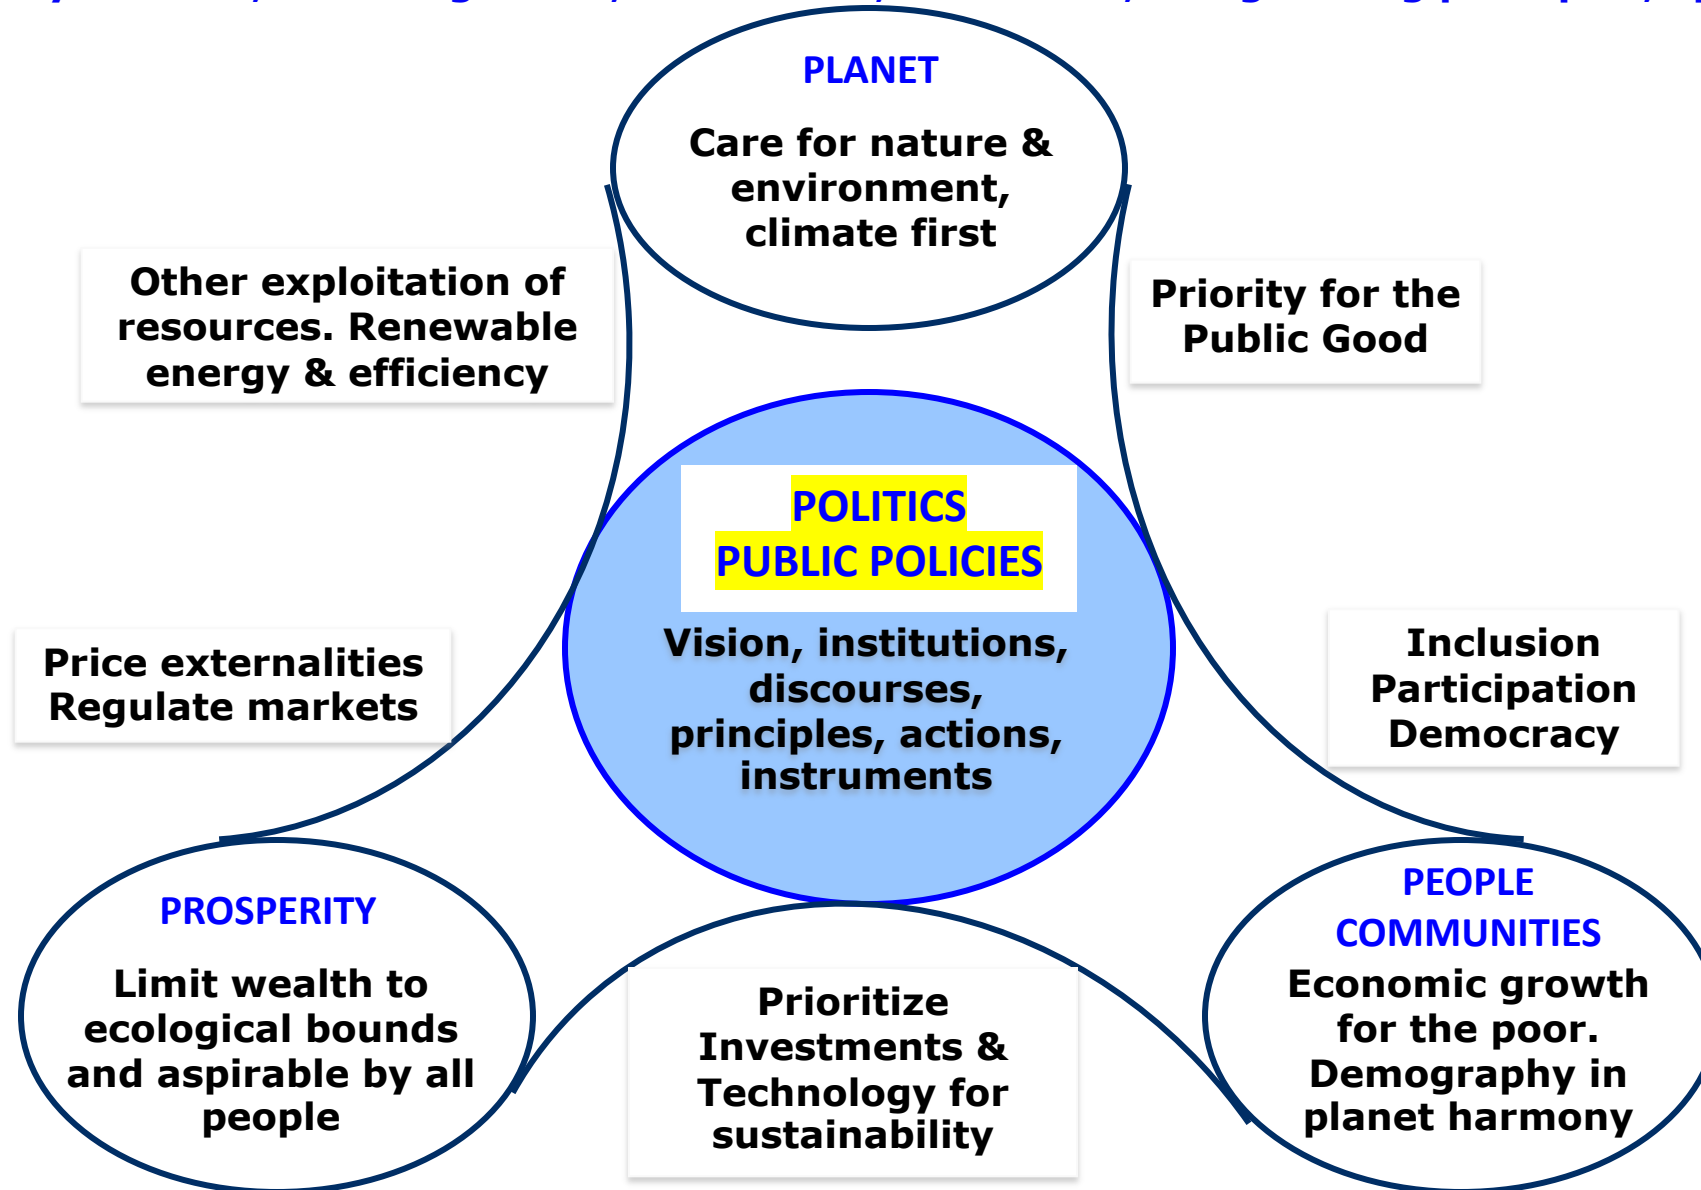 PLANET
Care for nature &
environment,
climate first
Other exploitation of
resources. Renewable
energy & efficiency
Priority for the
Public Good
POLITICS
PUBLIC POLICIES
Vision, institutions,
discourses,
principles, actions,
instruments
Price externalities
Regulate markets
Inclusion
Participation
Democracy
PROSPERITY
Limit wealth to
ecological bounds
and aspirable by all
people
Prioritize
Investments &
Technology for
sustainability
PEOPLE
COMMUNITIES
Economic growth
for the poor.
Demography in
planet harmony